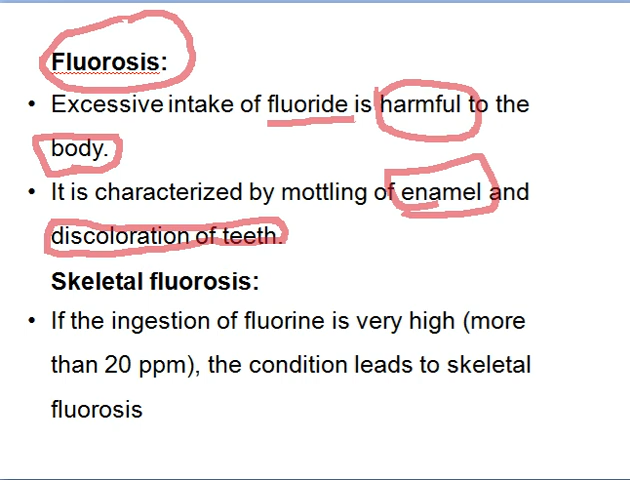 Fluorosis:
• Excessive intake of fluoride is harmful to the
body.
• It is characterized by mottling of enamel and
discoloration of teeth.
Skeletal fluorosis:
• If the ingestion of fluorine is very high (more
than 20 ppm), the condition leads to skeletal
fluorosis